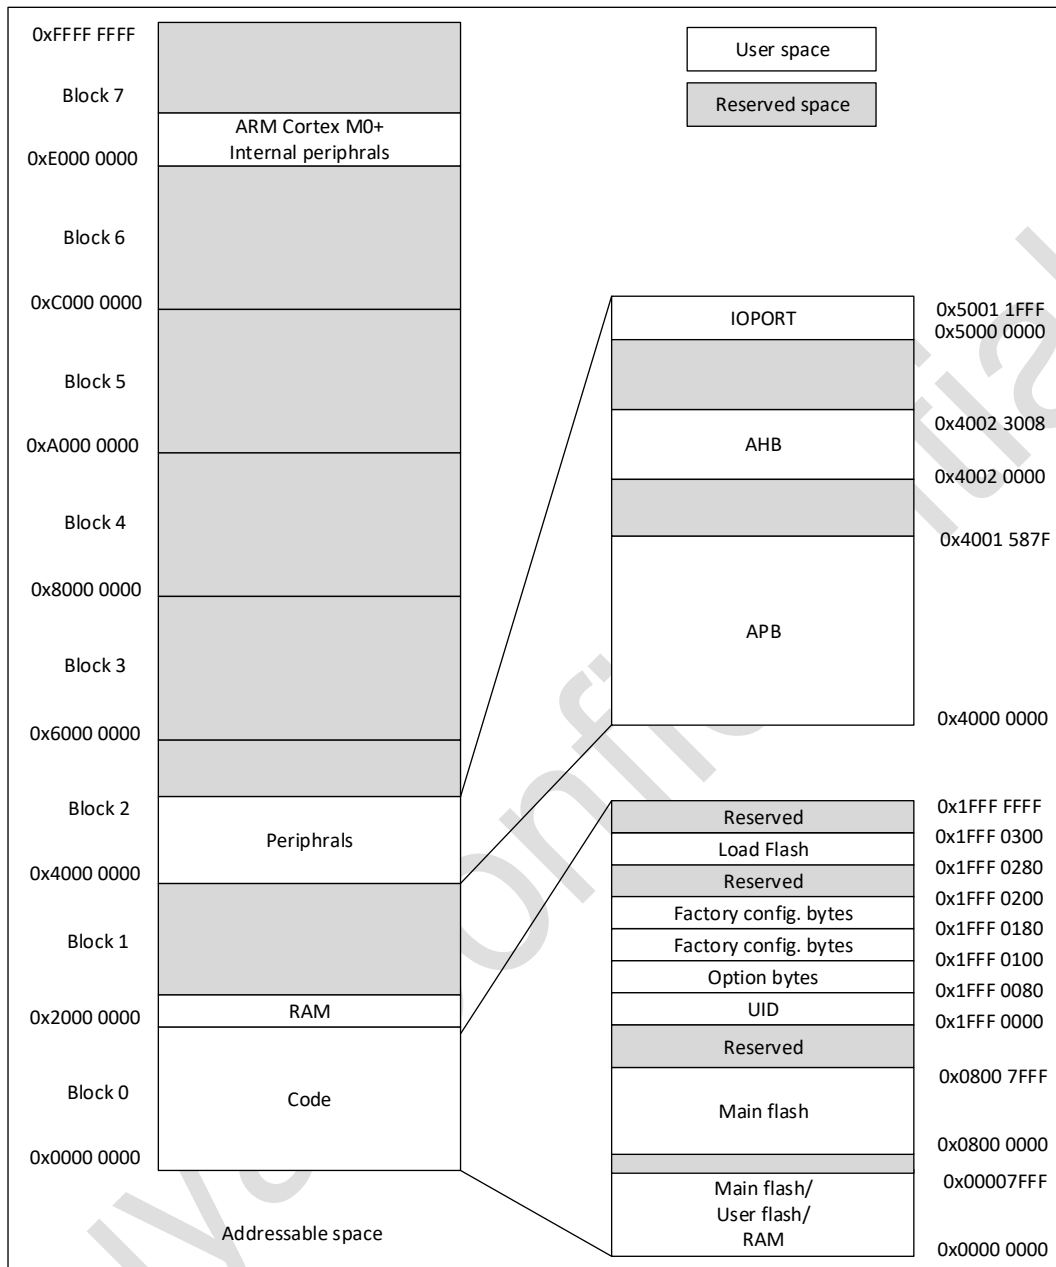 0xFFFF FFFF
Block 7
ARM Cortex M0+
Internal periphrals
0xE000 0000
Block 6
0xC000 0000
Block 5
0xA000 0000
Block 4
0x8000 0000
Block 3
0x6000 0000
Block 2
Periphrals
0x4000 0000
Block 1
RAM
0x2000 0000
Block 0
Code
0x0000 0000
Addressable space
User space
Reserved space
IOPORT
0x5001 1FFF
0x5000 0000
0x4002 3008
AHB
0x4002 0000
0x4001 587F
APB
0x4000 0000
Reserved
0x1FFF FFFF
0x1FFF 0300
Load Flash
0x1FFF 0280
Reserved
0x1FFF 0200
Factory config. bytes
0x1FFF 0180
Factory config. bytes
0x1FFF 0100
Option bytes
0x1FFF 0080
UID
0x1FFF 0000
Reserved
0x0800 7FFF
Main flash
0x0800 0000
0x00007FFF
Main flash/
User flash/
RAM
0x0000 0000